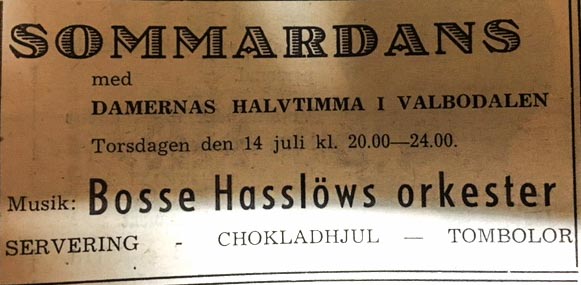 SOMMARDANS
med
DAMERNAS HALVTIMMA I VALBODALEN
Torsdagen den 14 juli kl. 20.00—24.00.
Musik: Bosse Hasslöws orkester
SERVERING - CHOKLADHJUL — TOMBOLOR